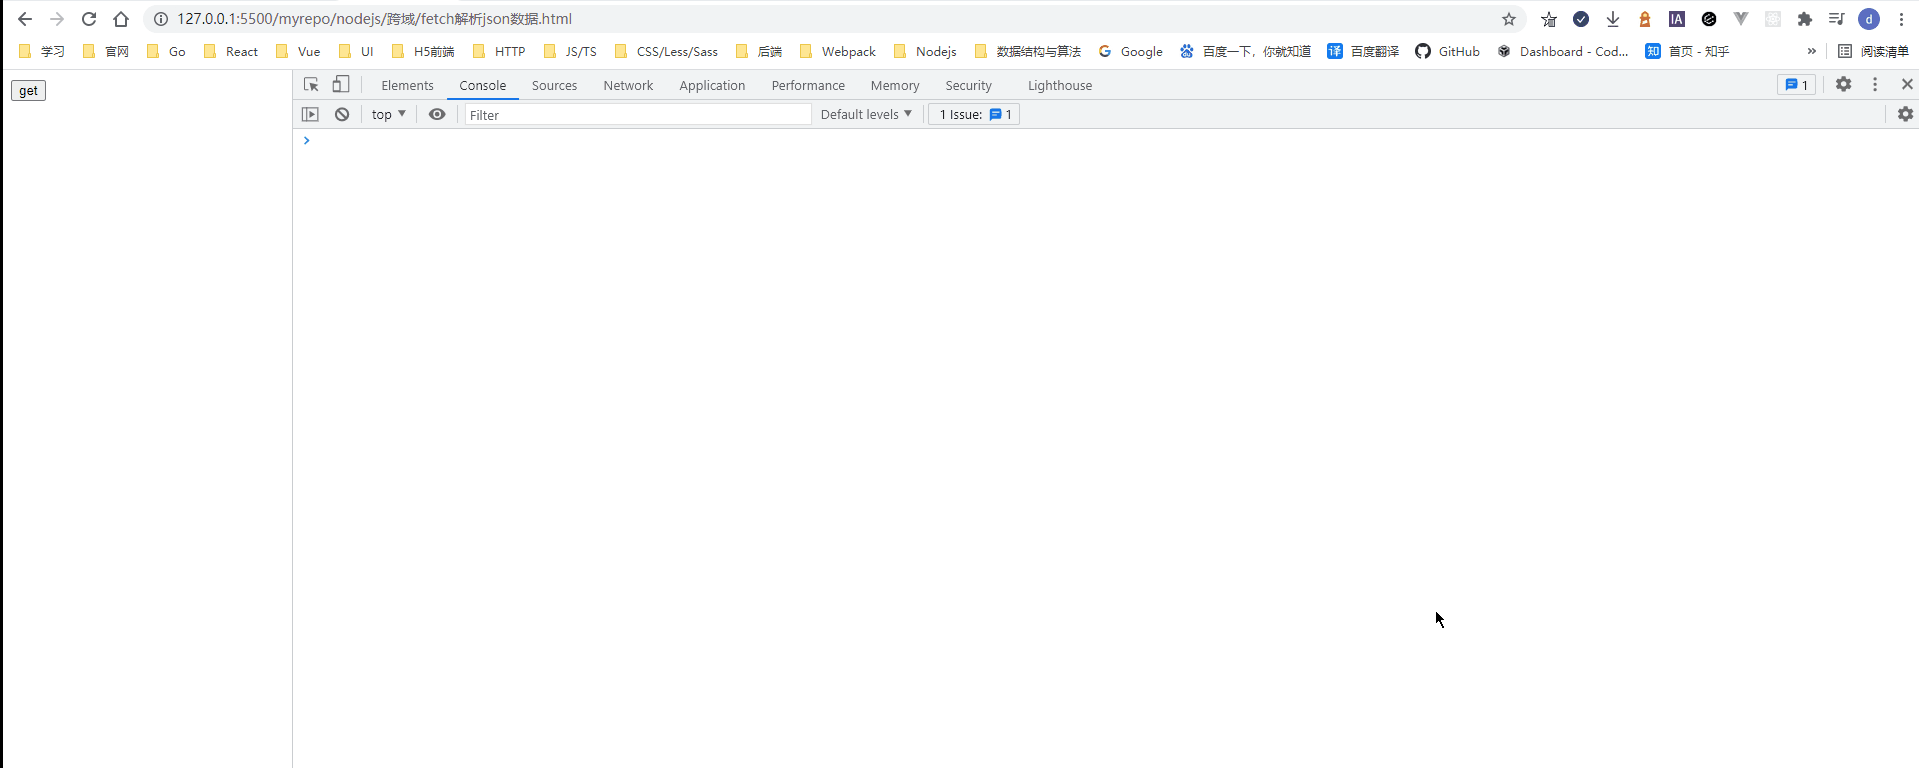 127.0.0.1:5500/myrepo/nodejs/跨域/fetch解析json数据.html IA d
学习 官网 Go React Vue UI H5前端 HTTP JS/TS CSS/Less/Sass 后端 Webpack Nodejs 数据结构与算法 G Google 百度一下，你就知道 译 百度翻译 GitHub Dashboard - Cod... 知 首页 - 知乎 » 阅读清单
get
Elements Console Sources Network Application Performance Memory Security Lighthouse 1
top Filter Default levels 1 Issue: 1